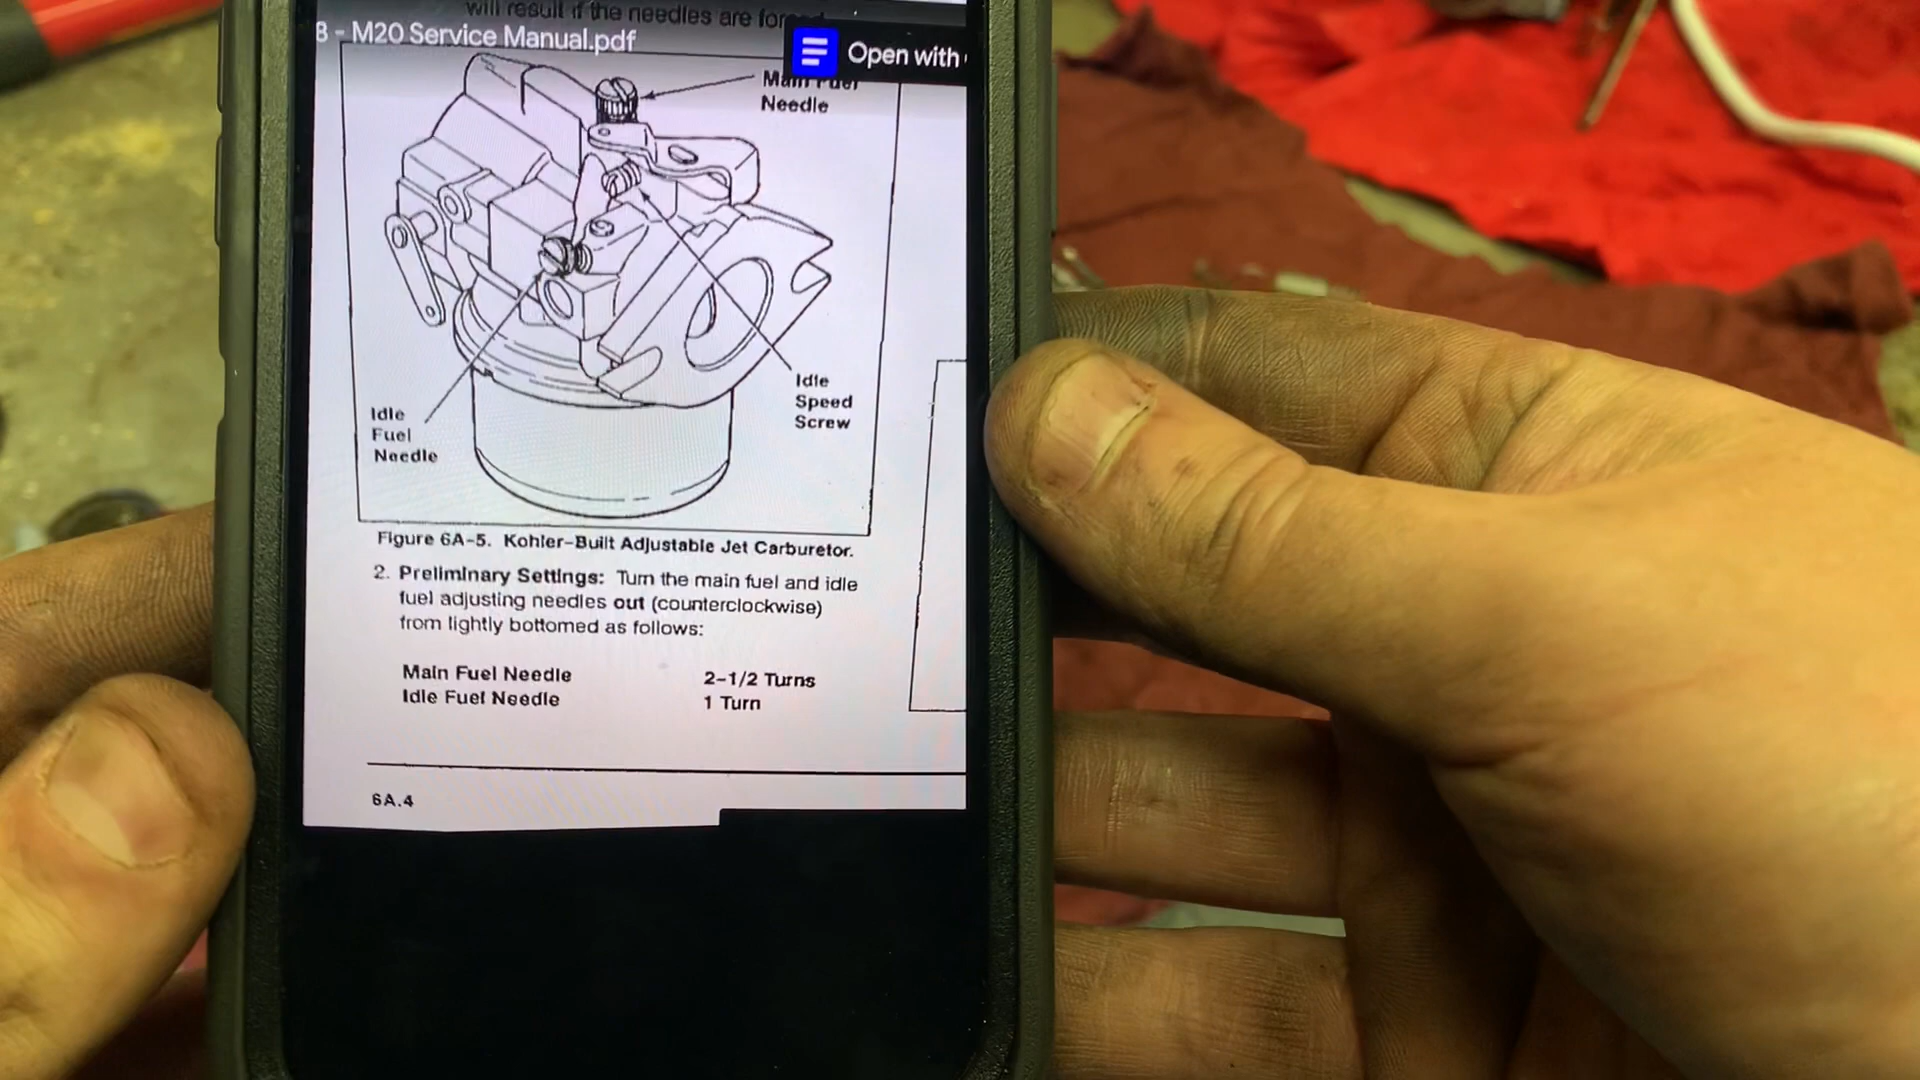 will result if the needles are for
8 - M20 Service Manual.pdf
Open with
Main Fuel
Needle
Idle
Speed
Screw
Idle
Fuel
Needle
Figure 6A-5. Kohler-Built Adjustable Jet Carburetor.
2. Preliminary Settings: Turn the main fuel and idle
fuel adjusting needles out (counterclockwise)
from lightly bottomed as follows:
Main Fuel Needle 2-1/2 Turns
Idle Fuel Needle 1 Turn
6A.4